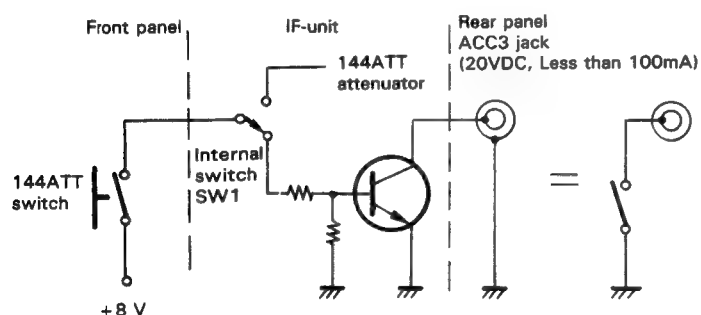 Front panel
IF-unit
Rear panel
ACC3 jack
(20VDC, Less than 100mA)
144ATT
attenuator
Internal
switch
SW1
144ATT
switch
+8 V
=